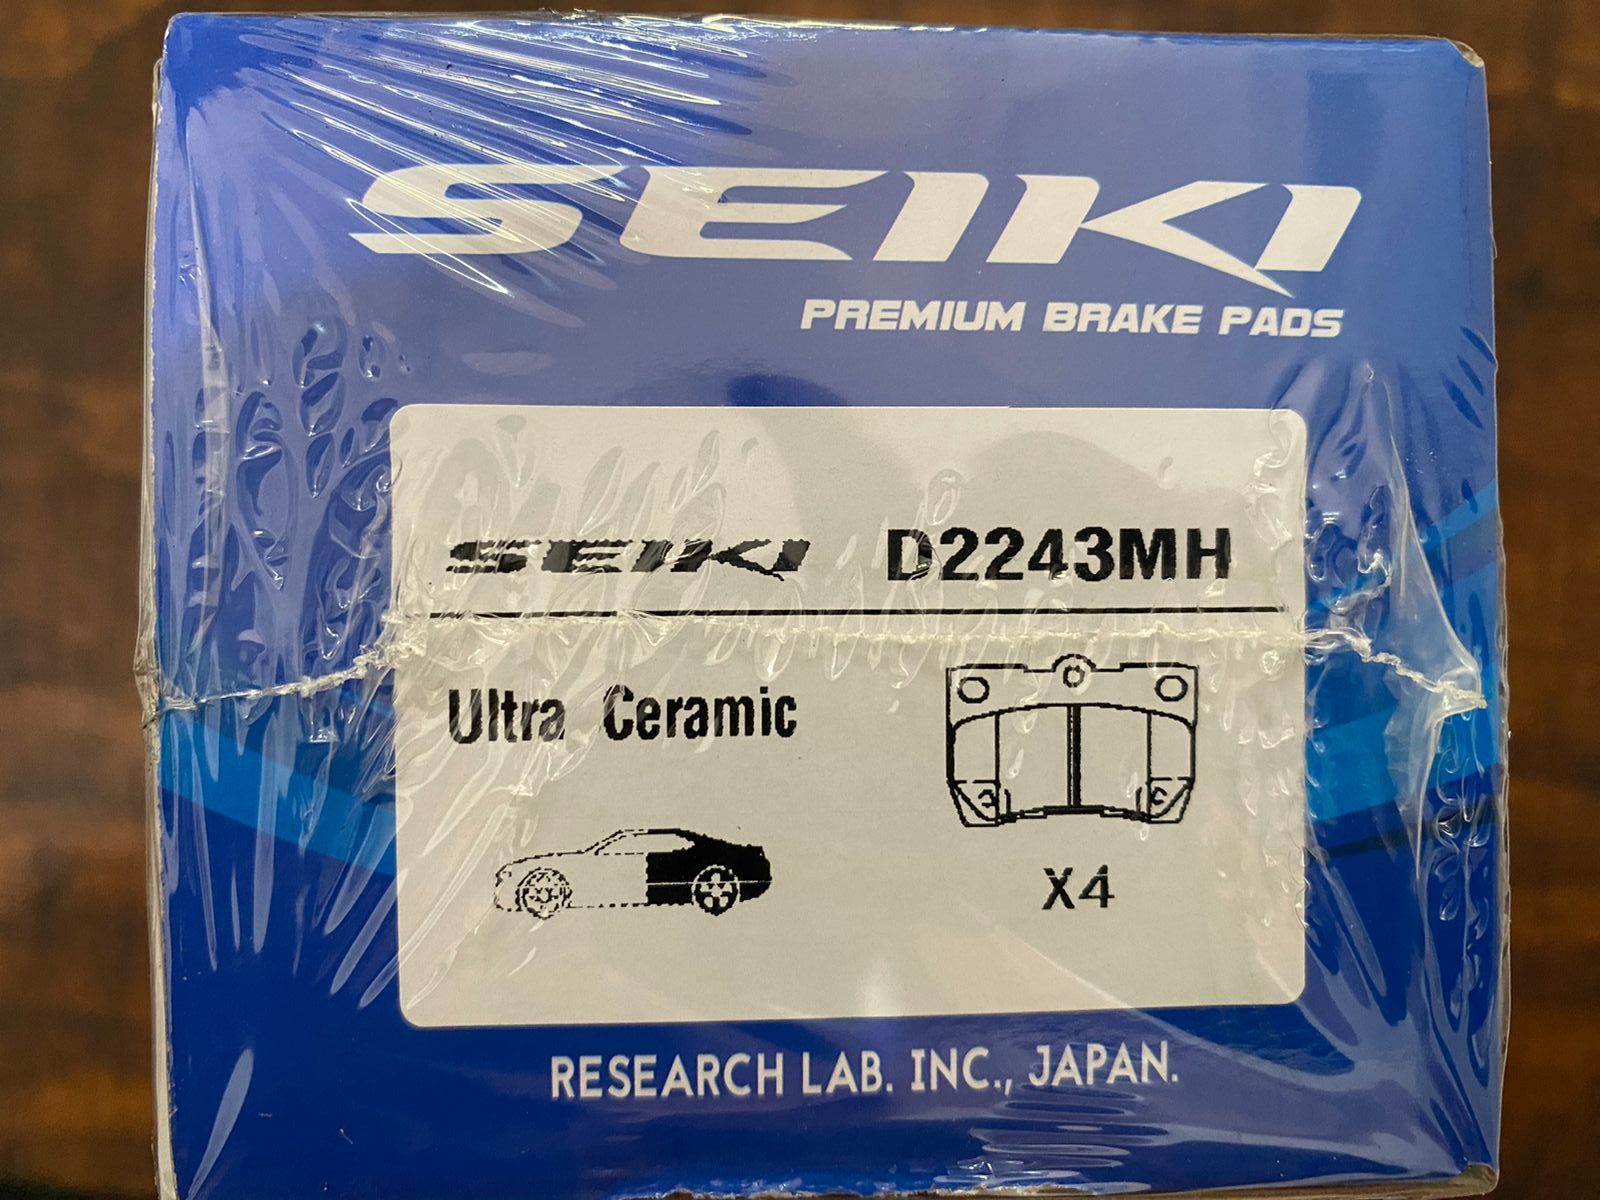 SEIKI
PREMIUM BRAKE PADS
SEIKI D2243MH
Ultra Ceramic
X4
RESEARCH LAB. INC., JAPAN.